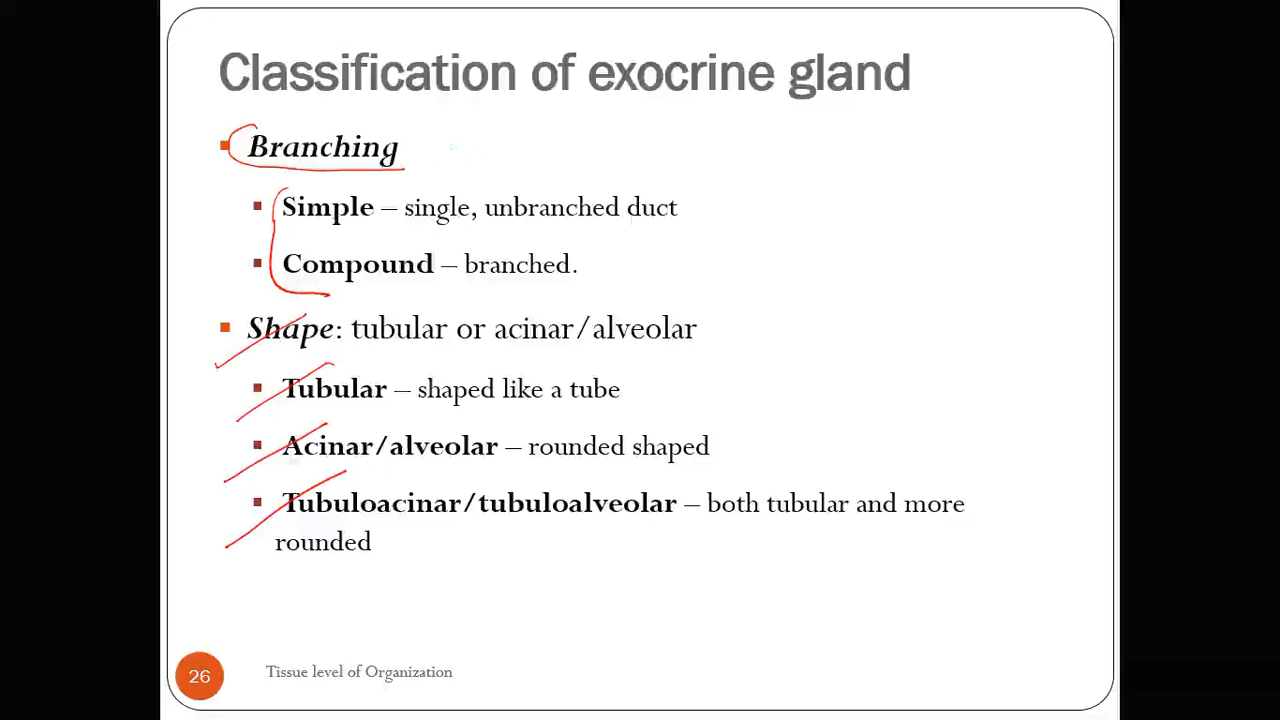 Classification of exocrine gland
Branching
Simple – single, unbranched duct
Compound – branched.
Shape: tubular or acinar/alveolar
Tubular – shaped like a tube
Acinar/alveolar – rounded shaped
Tubuloacinar/tubuloalveolar – both tubular and more
rounded
26
Tissue level of Organization